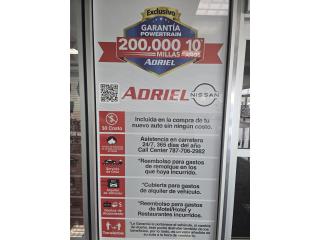 Exclusiva
GARANTÍA
POWERTRAIN
200,000 10
MILLAS AÑOS
ADRIEL
ADRIEL NISSAN
$0 Costo
Incluida en la compra de tu
nuevo auto sin ningún costo.
Asistencia en carretera
24/7, 365 días del año
Call Center 787-706-2982
*Reembolso para gastos
de remolque en los
que haya incurridos.
*Cubierta para gastos
de alquiler de vehículo.
*Reembolso para gastos
de Motel/Hotel y
Restaurantes incurridos.